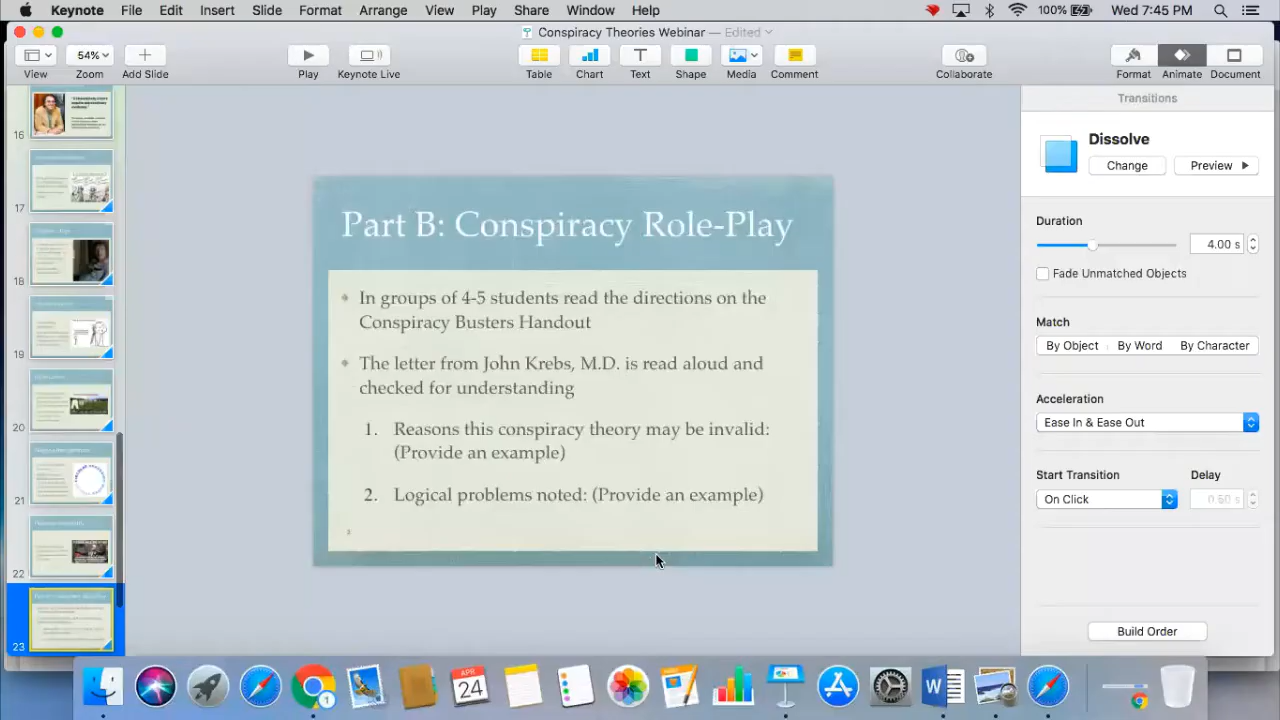 Keynote File Edit Insert Slide Format Arrange View Play Share Window Help 100% Wed 7:45 PM
Conspiracy Theories Webinar — Edited
54%
View Zoom Add Slide Play Keynote Live Table Chart Text Shape Media Comment Collaborate Format Animate Document
Transitions
Dissolve
Change Preview
Duration
4.00 s
Fade Unmatched Objects
Match
By Object By Word By Character
Acceleration
Ease In & Ease Out
Start Transition Delay
On Click 0.50 s
Build Order
16
17
18
19
20
21
22
23
Part B: Conspiracy Role-Play
• In groups of 4-5 students read the directions on the
Conspiracy Busters Handout
• The letter from John Krebs, M.D. is read aloud and
checked for understanding
1. Reasons this conspiracy theory may be invalid:
(Provide an example)
2. Logical problems noted: (Provide an example)
APR
24
1